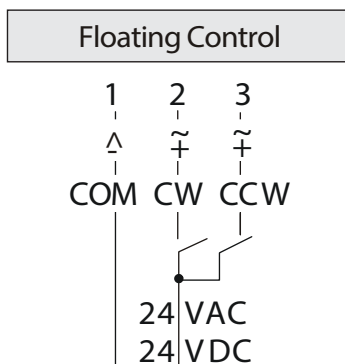 Floating Control
1 2 3
~ ~ ~
- + +
COM CW CCW
24 VAC
24 VDC